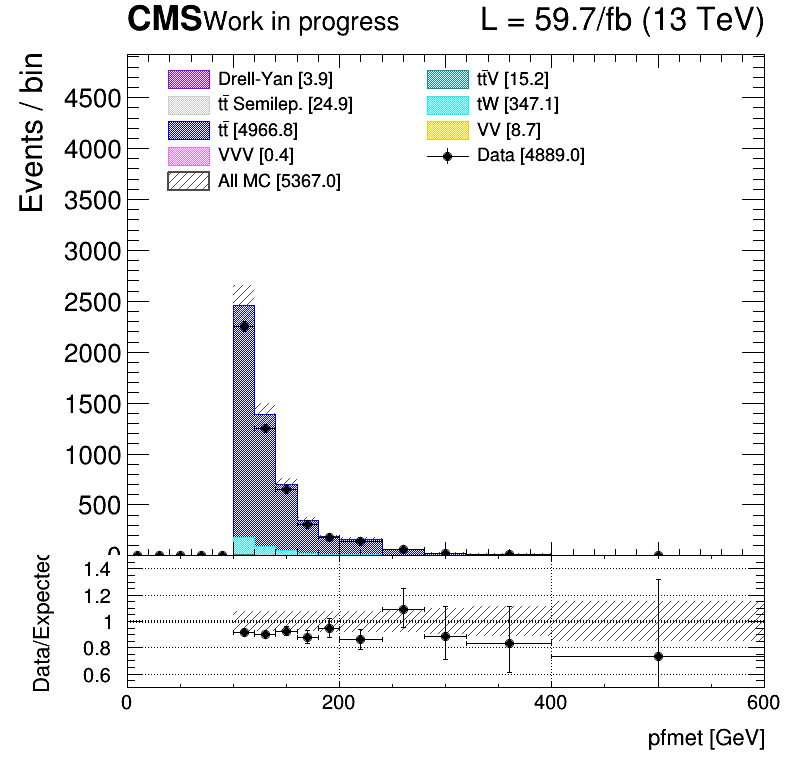 CMS Work in progress L = 59.7/fb (13 TeV)
Events / bin
4500
4000
3500
3000
2500
2000
1500
1000
500
0
Drell-Yan [3.9]
tt̄ Semilep. [24.9]
tt̄ [4966.8]
VVV [0.4]
All MC [5367.0]
tt̄V [15.2]
tW [347.1]
VV [8.7]
Data [4889.0]
Data/Expected
1.4
1.2
1
0.8
0.6
0 200 400 600
pfmet [GeV]